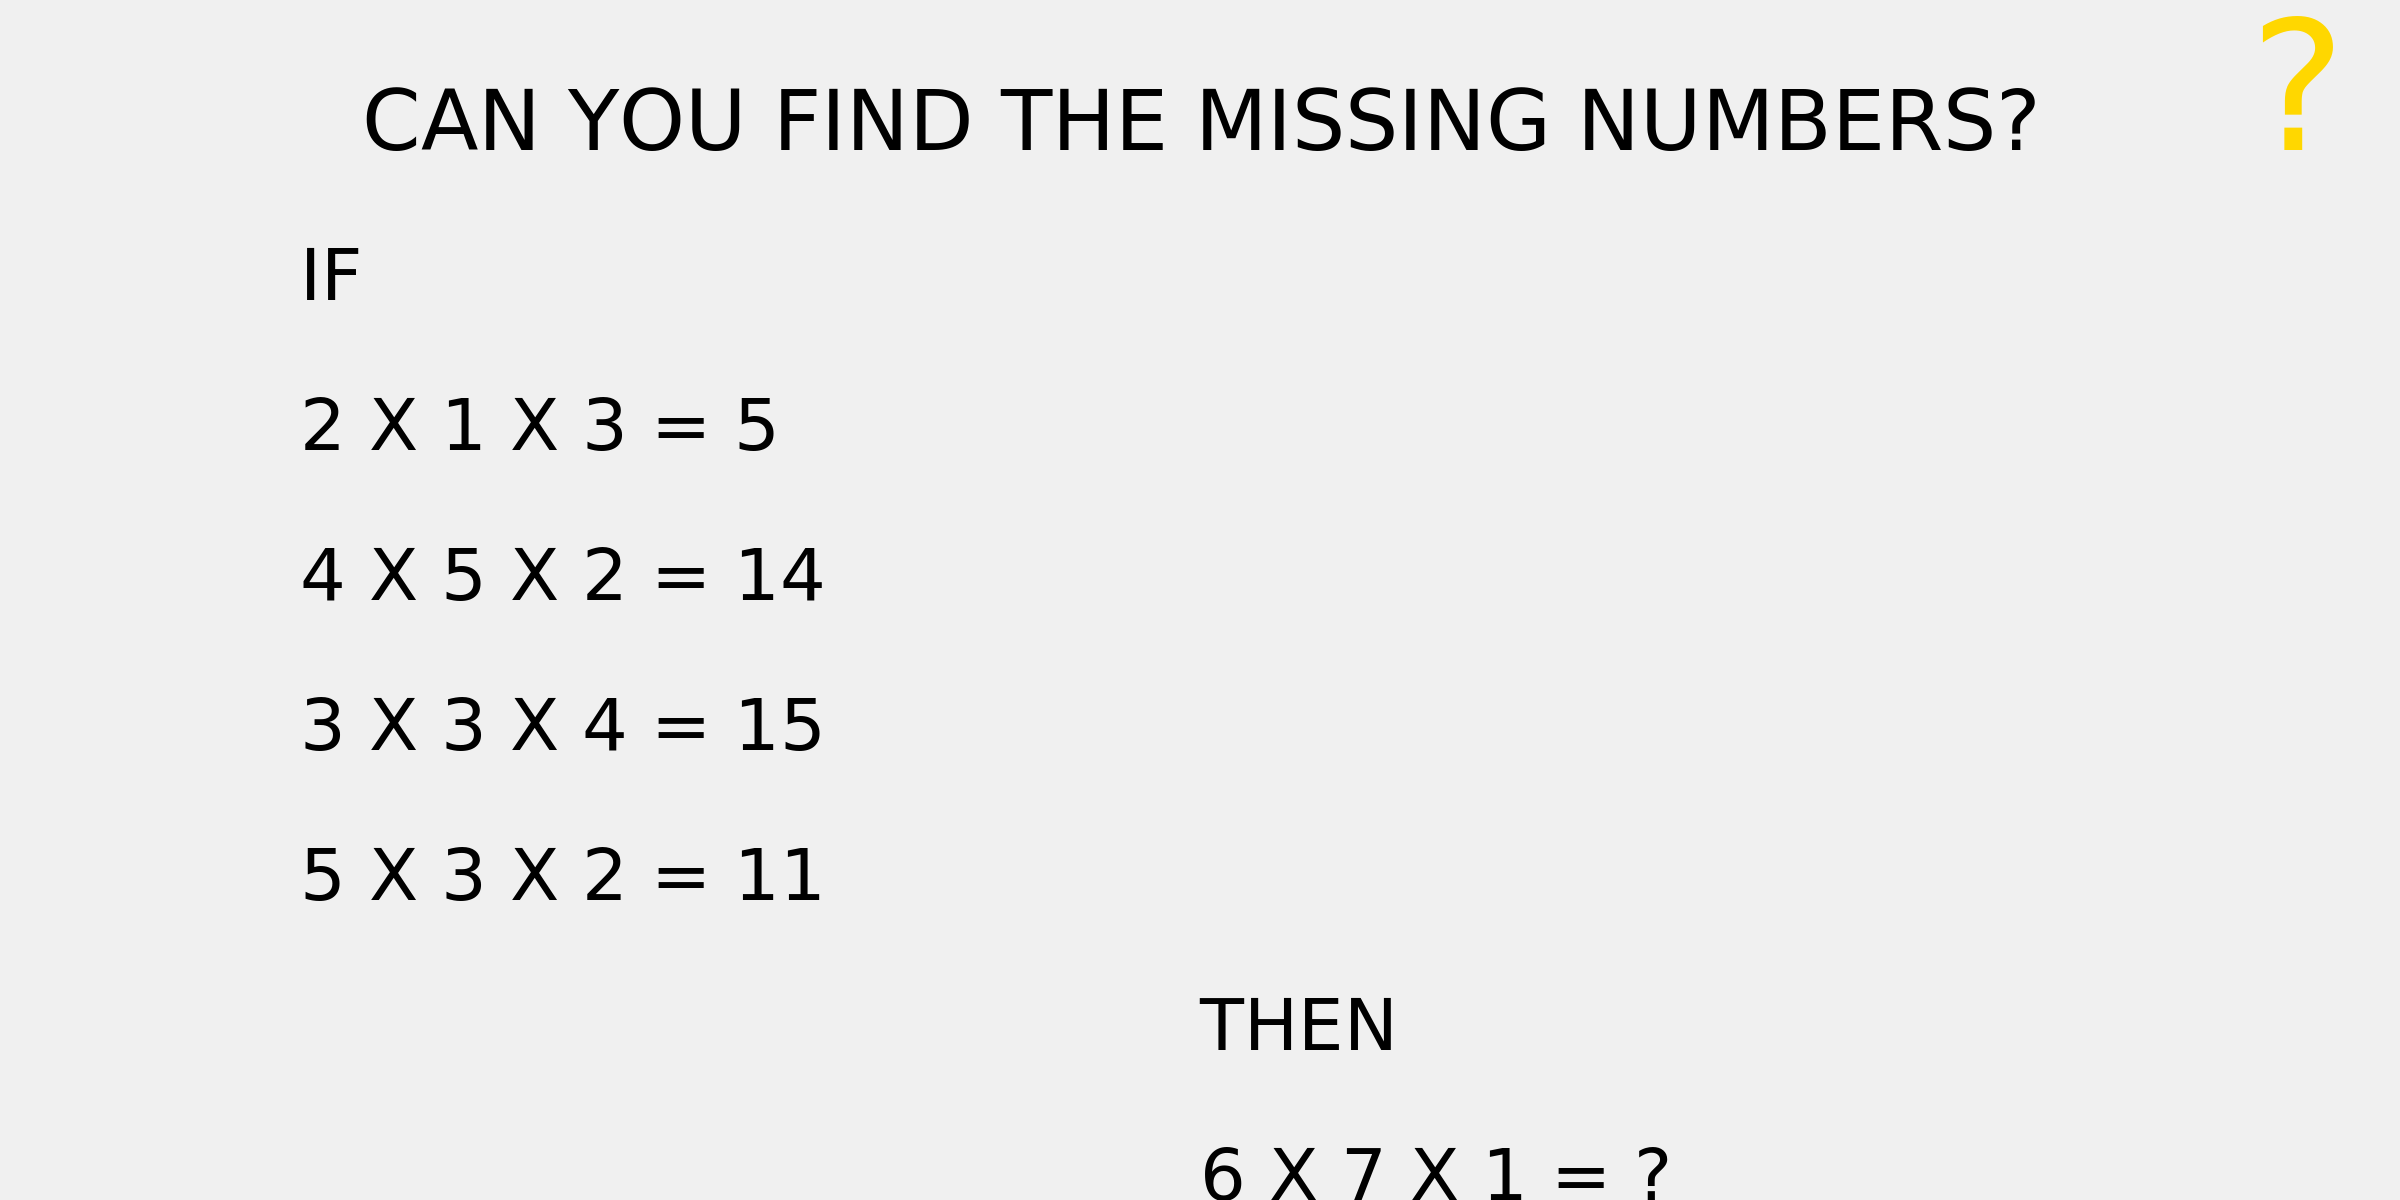 ?
CAN YOU FIND THE MISSING NUMBERS?
IF
2 X 1 X 3 = 5
4 X 5 X 2 = 14
3 X 3 X 4 = 15
5 X 3 X 2 = 11
THEN
6 X 7 X 1 = ?